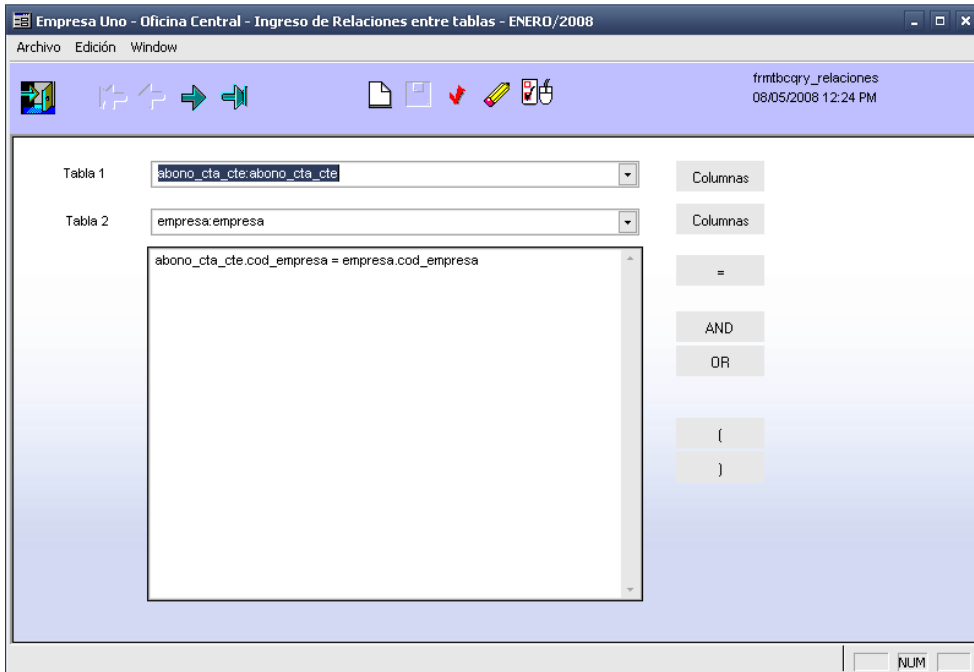 Empresa Uno - Oficina Central - Ingreso de Relaciones entre tablas - ENERO/2008
Archivo Edición Window
frmtbcqry_relaciones
08/05/2008 12:24 PM
Tabla 1 abono_cta_cte:abono_cta_cte Columnas
Tabla 2 empresa:empresa Columnas
abono_cta_cte.cod_empresa = empresa.cod_empresa
=
AND
OR
(
)
NUM